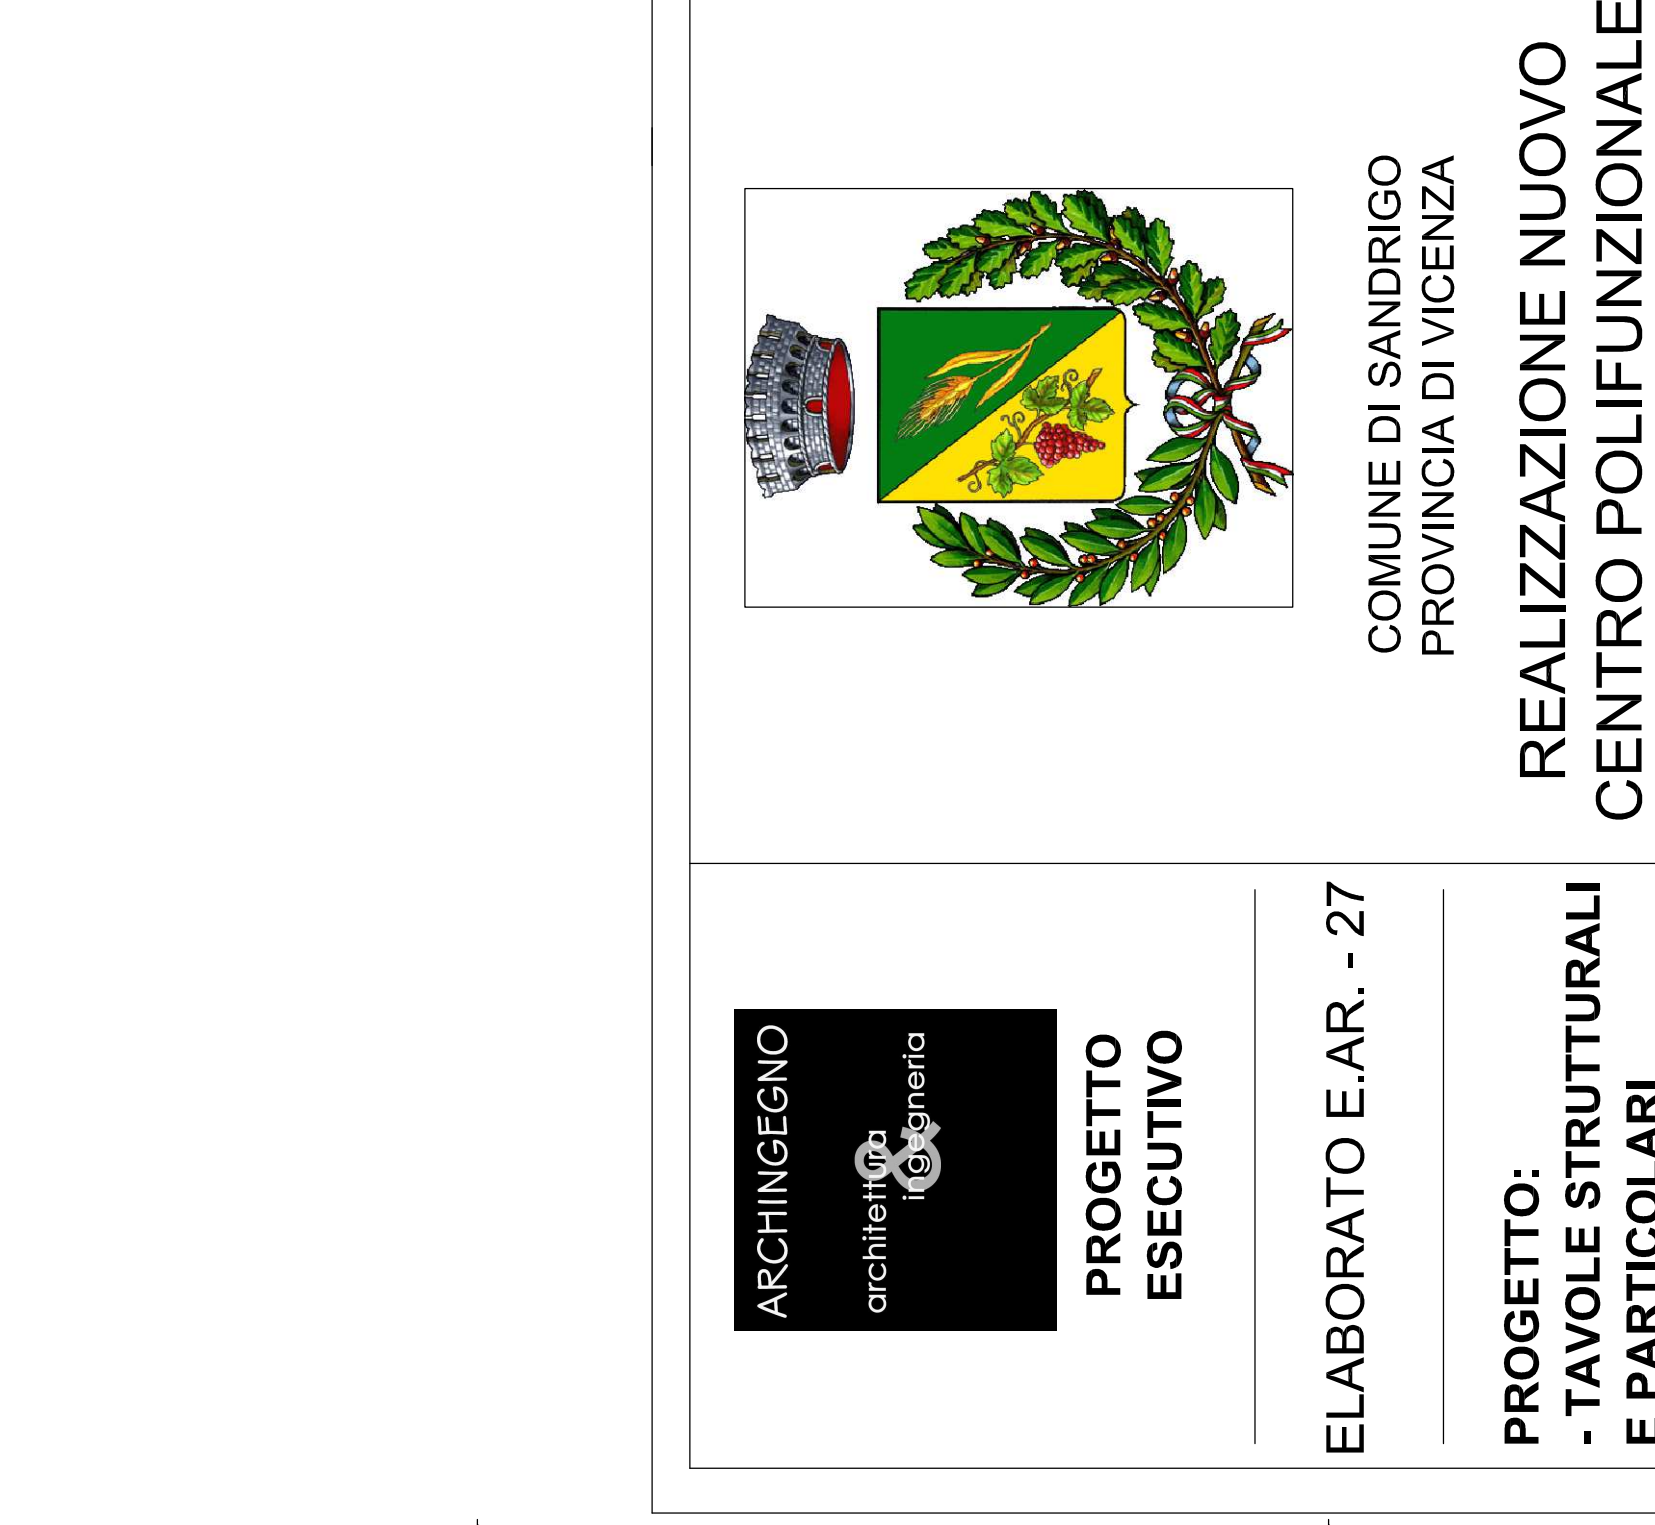 COMUNE DI SANDRIGO
PROVINCIA DI VICENZA
REALIZZAZIONE NUOVO
CENTRO POLIFUNZIONALE
ARCHINGEGNO
architettura
&
ingegneria
PROGETTO
ESECUTIVO
ELABORATO E.AR. - 27
PROGETTO:
- TAVOLE STRUTTURALI
E PARTICOLARI